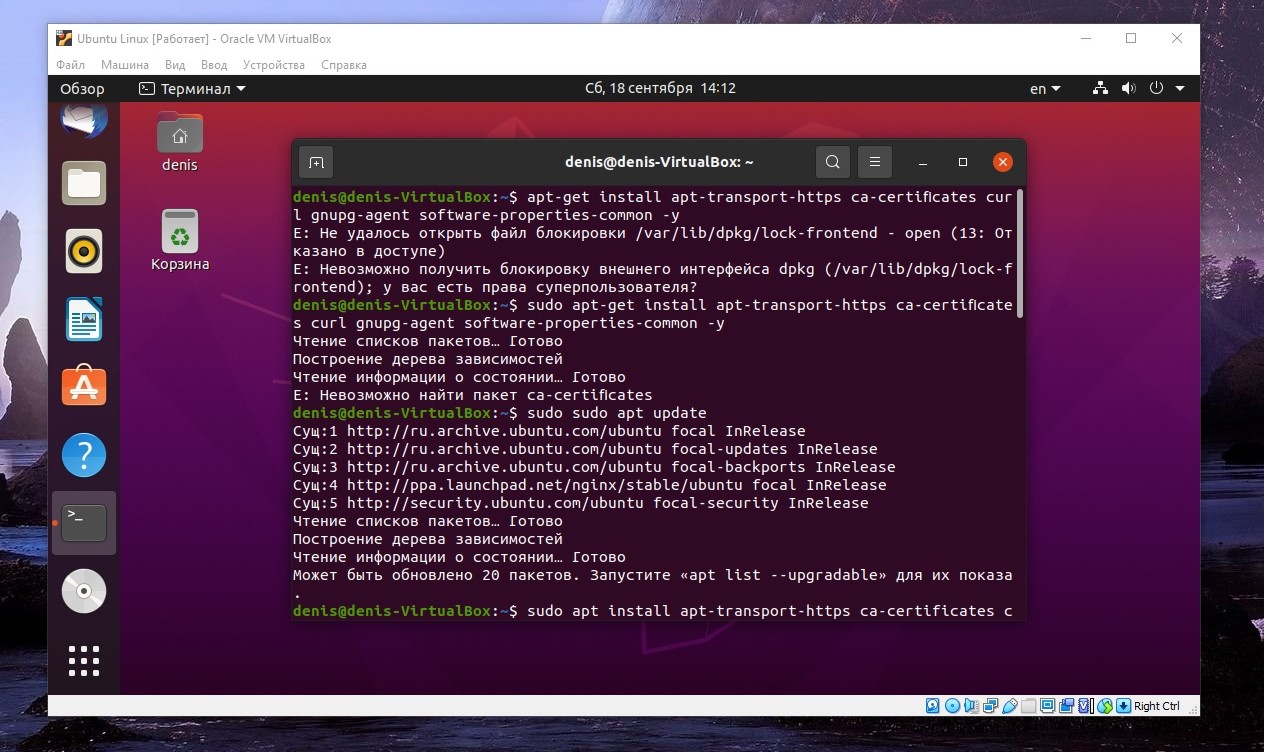 Ubuntu Linux [Работает] - Oracle VM VirtualBox
Файл Машина Вид Ввод Устройства Справка
Обзор Терминал Сб, 18 сентября 14:12 en
denis
Корзина
denis@denis-VirtualBox: ~
denis@denis-VirtualBox:~$ apt-get install apt-transport-https ca-certificates cur
l gnupg-agent software-properties-common -y
E: Не удалось открыть файл блокировки /var/lib/dpkg/lock-frontend - open (13: От
казано в доступе)
E: Невозможно получить блокировку внешнего интерфейса dpkg (/var/lib/dpkg/lock-f
rontend); у вас есть права суперпользователя?
denis@denis-VirtualBox:~$ sudo apt-get install apt-transport-https ca-certificate
s curl gnupg-agent software-properties-common -y
Чтение списков пакетов… Готово
Построение дерева зависимостей
Чтение информации о состоянии… Готово
E: Невозможно найти пакет ca-certificates
denis@denis-VirtualBox:~$ sudo sudo apt update
Сущ:1 http://ru.archive.ubuntu.com/ubuntu focal InRelease
Сущ:2 http://ru.archive.ubuntu.com/ubuntu focal-updates InRelease
Сущ:3 http://ru.archive.ubuntu.com/ubuntu focal-backports InRelease
Сущ:4 http://ppa.launchpad.net/nginx/stable/ubuntu focal InRelease
Сущ:5 http://security.ubuntu.com/ubuntu focal-security InRelease
Чтение списков пакетов… Готово
Построение дерева зависимостей
Чтение информации о состоянии… Готово
Может быть обновлено 20 пакетов. Запустите «apt list --upgradable» для их показа
.
denis@denis-VirtualBox:~$ sudo apt install apt-transport-https ca-certificates c
Right Ctrl